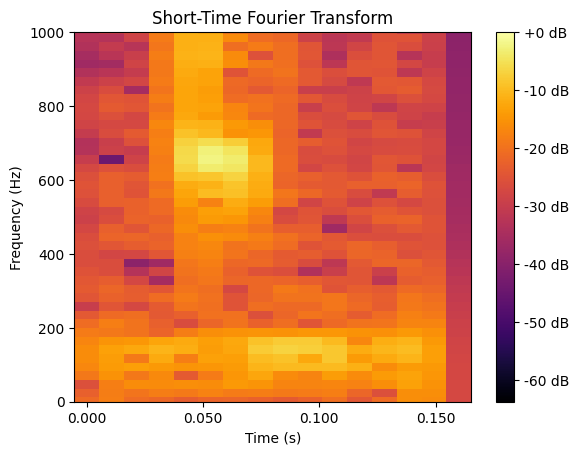 Short-Time Fourier Transform
1000
800
600
400
200
0
Frequency (Hz)
0.000
0.050
0.100
0.150
Time (s)
+0 dB
-10 dB
-20 dB
-30 dB
-40 dB
-50 dB
-60 dB